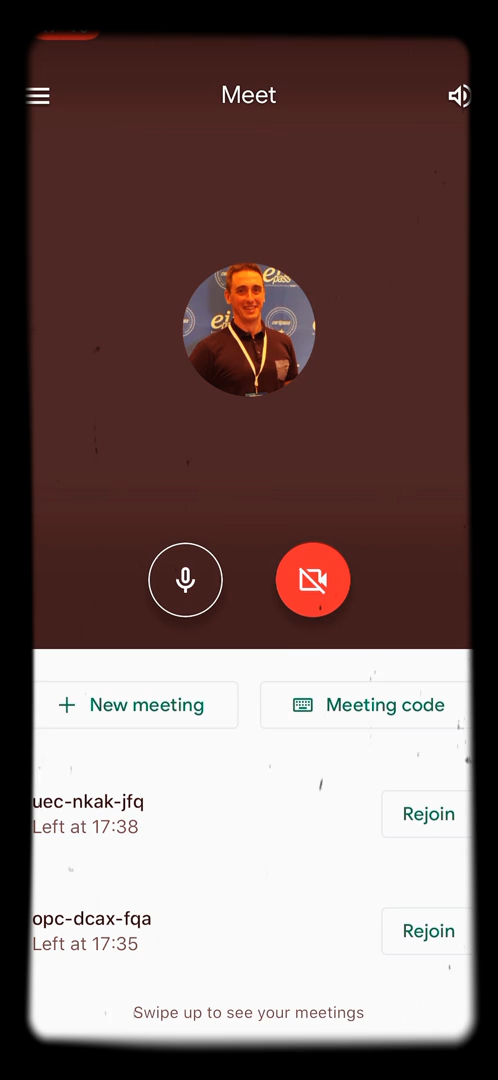 Meet
New meeting
Meeting code
uec-nkak-jfq
Left at 17:38
Rejoin
opc-dcax-fqa
Left at 17:35
Rejoin
Swipe up to see your meetings